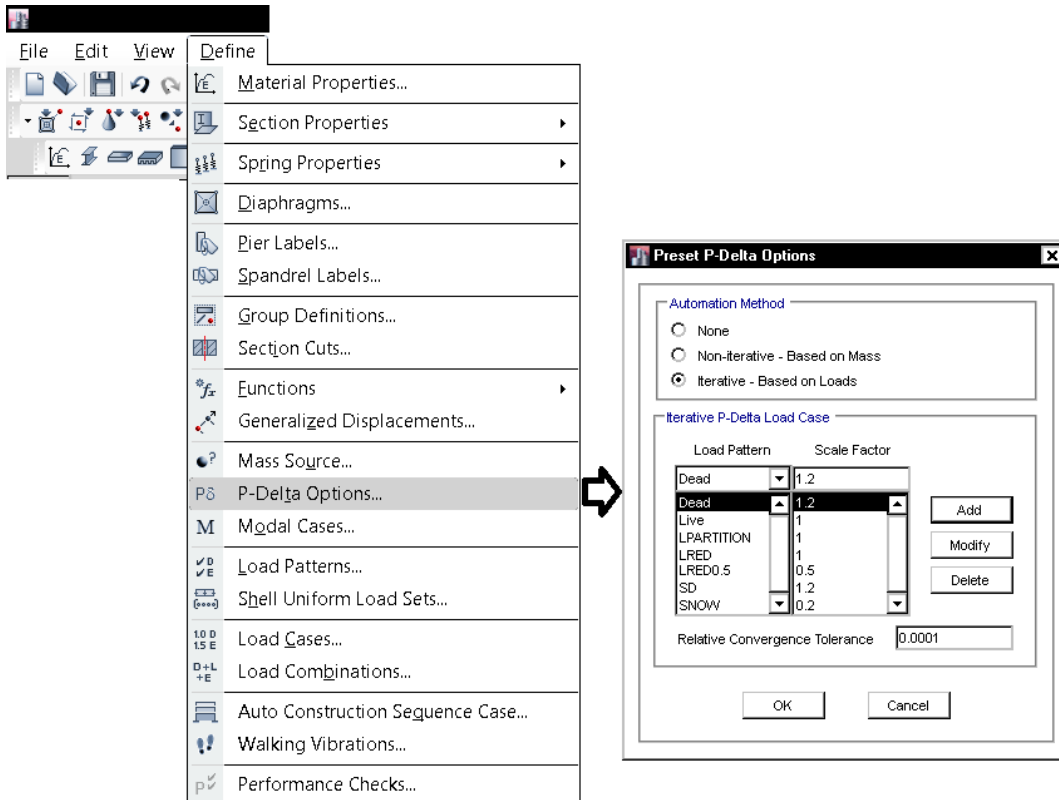 File Edit View Define
Material Properties...
Section Properties
Spring Properties
Diaphragms...
Pier Labels...
Spandrel Labels...
Group Definitions...
Section Cuts...
Functions
Generalized Displacements...
Mass Source...
Pδ P-Delta Options...
M Modal Cases...
Load Patterns...
Shell Uniform Load Sets...
1.0 D
1.5 E
Load Cases...
D+L
+E
Load Combinations...
Auto Construction Sequence Case...
Walking Vibrations...
Performance Checks...
Preset P-Delta Options
Automation Method
None
Non-iterative - Based on Mass
Iterative - Based on Loads
Iterative P-Delta Load Case
Load Pattern Scale Factor
Dead 1.2
Dead 1.2
Live 1
LPARTITION 1
LRED 1
LRED0.5 0.5
SD 1.2
SNOW 0.2
Add
Modify
Delete
Relative Convergence Tolerance 0.0001
OK Cancel